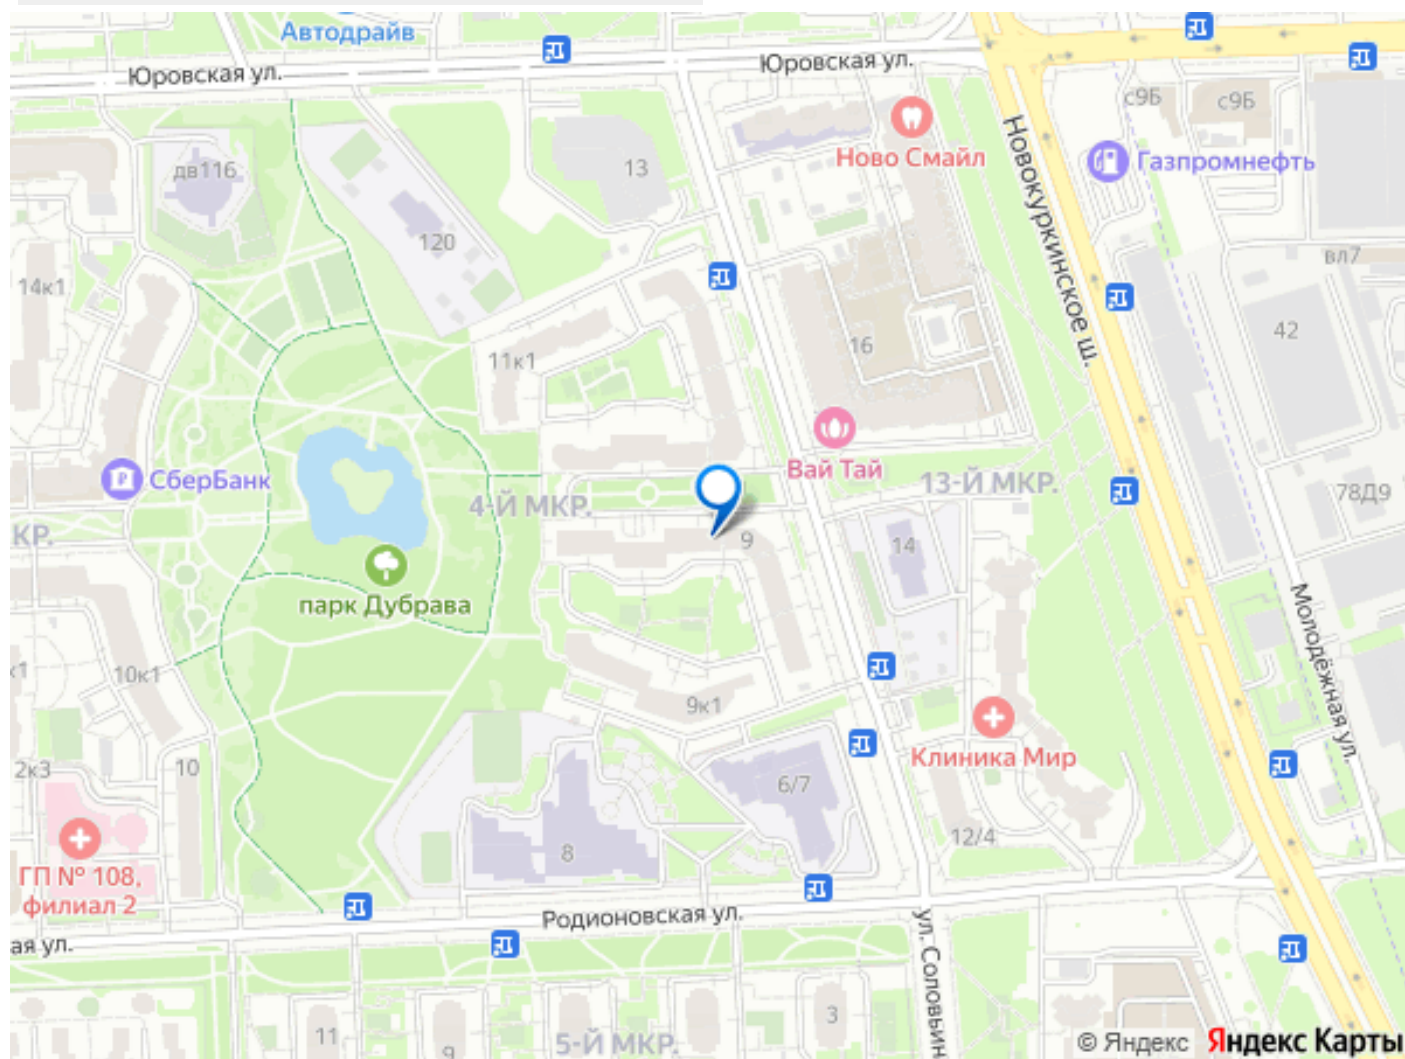 Автодрайв
Юровская ул.
Юровская ул.
с9Б
с9Б
Новокуркинское ш.
Ново Смайл
Газпромнефть
дв116
13
120
вл7
14к1
42
11к1
16
Вай Тай
СберБанк
13-Й МКР.
78Д9
4-Й МКР.
КР.
9
14
парк Дубрава
Молодёжная ул.
10к1
к1
9к1
Клиника Мир
2к3
10
6/7
12/4
8
ГП № 108,
филиал 2
Родионовская ул.
ая ул.
ул. Соловьин
11
9
3
5-Й МКР.
© Яндекс Яндекс Карты